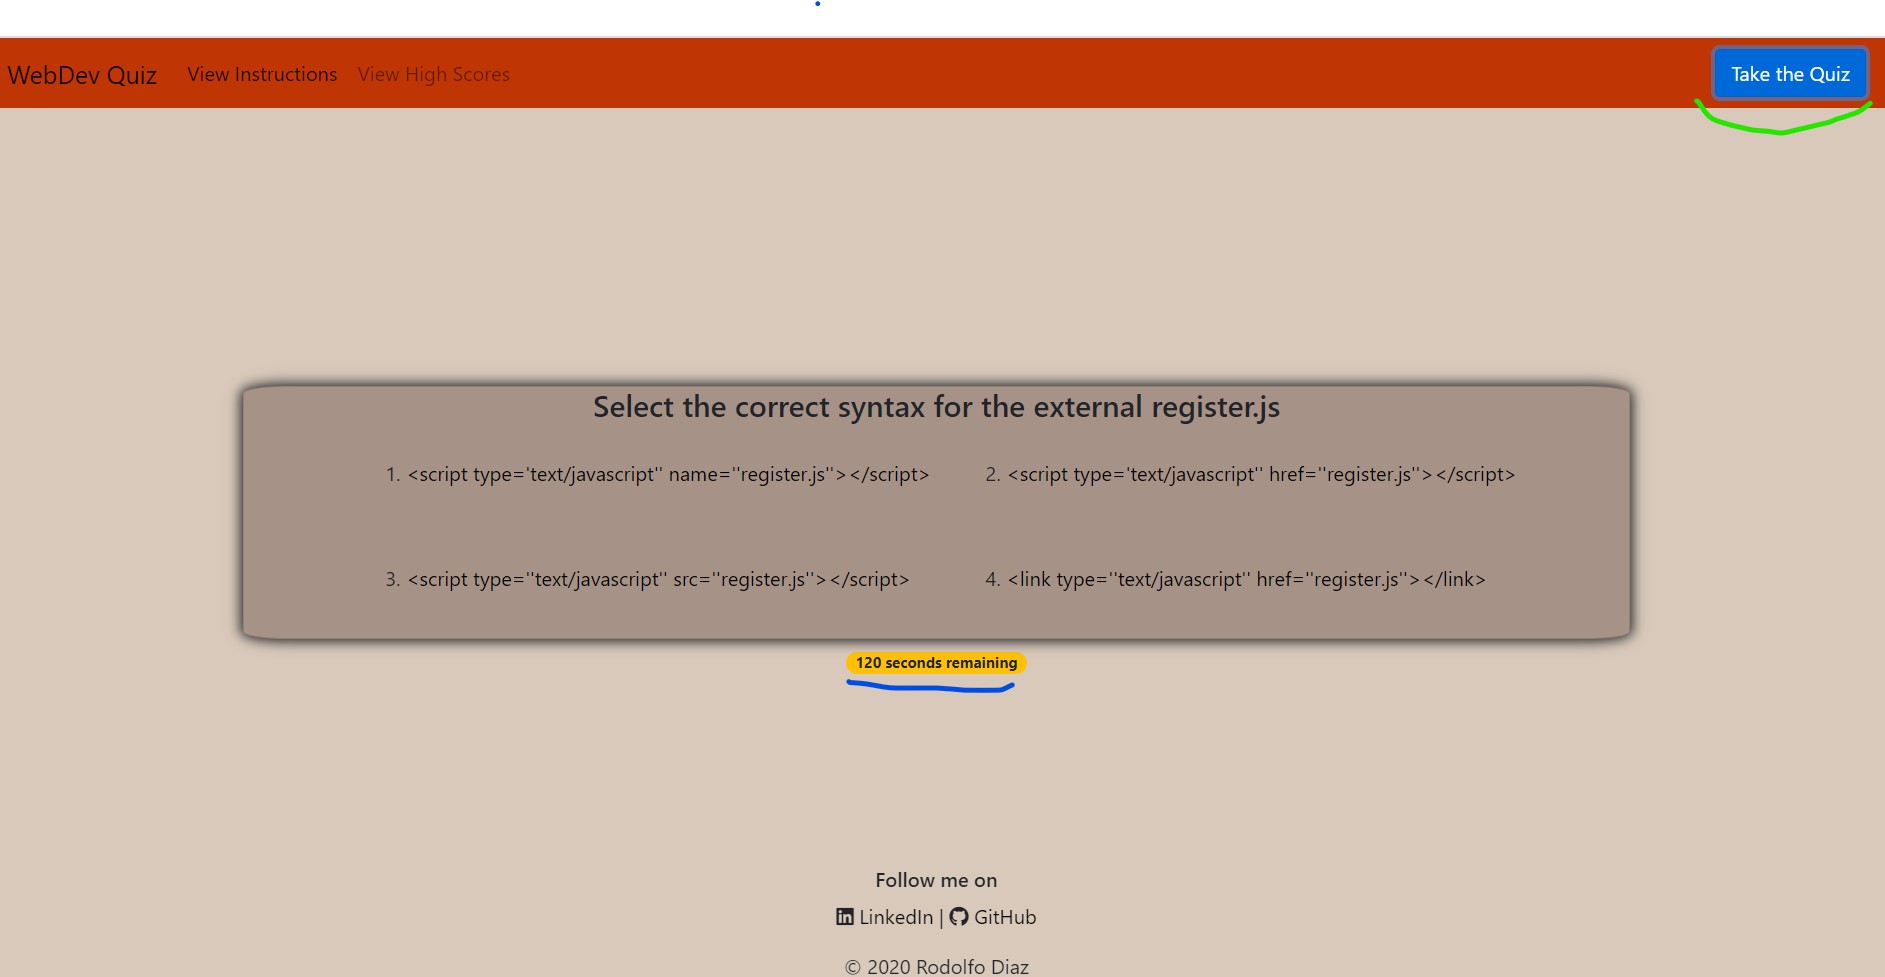 WebDev Quiz View Instructions View High Scores Take the Quiz
Select the correct syntax for the external register.js
1. <script type='text/javascript'' name=''register.js''></script> 2. <script type='text/javascript'' href=''register.js''></script>
3. <script type=''text/javascript'' src=''register.js''></script> 4. <link type=''text/javascript'' href=''register.js''></link>
120 seconds remaining
Follow me on
LinkedIn | GitHub
© 2020 Rodolfo Diaz